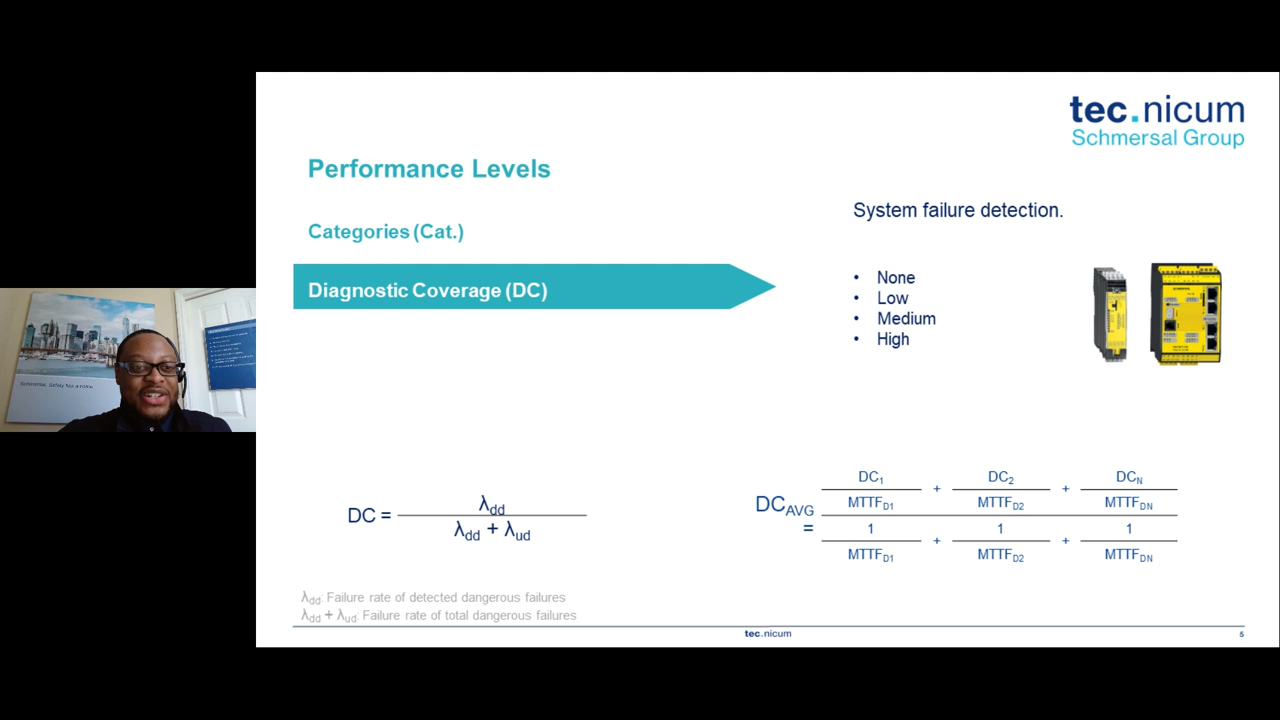 tec.nicum
Schmersal Group
Performance Levels
Categories (Cat.)
Diagnostic Coverage (DC)
System failure detection.
• None
• Low
• Medium
• High
DC = λdd / λdd + λud
DCAVG = DC1 / MTTFD1 + DC2 / MTTFD2 + DCN / MTTFDN
1 / MTTFD1 + 1 / MTTFD2 + 1 / MTTFDN
λdd: Failure rate of detected dangerous failures
λdd + λud: Failure rate of total dangerous failures
tec.nicum
5